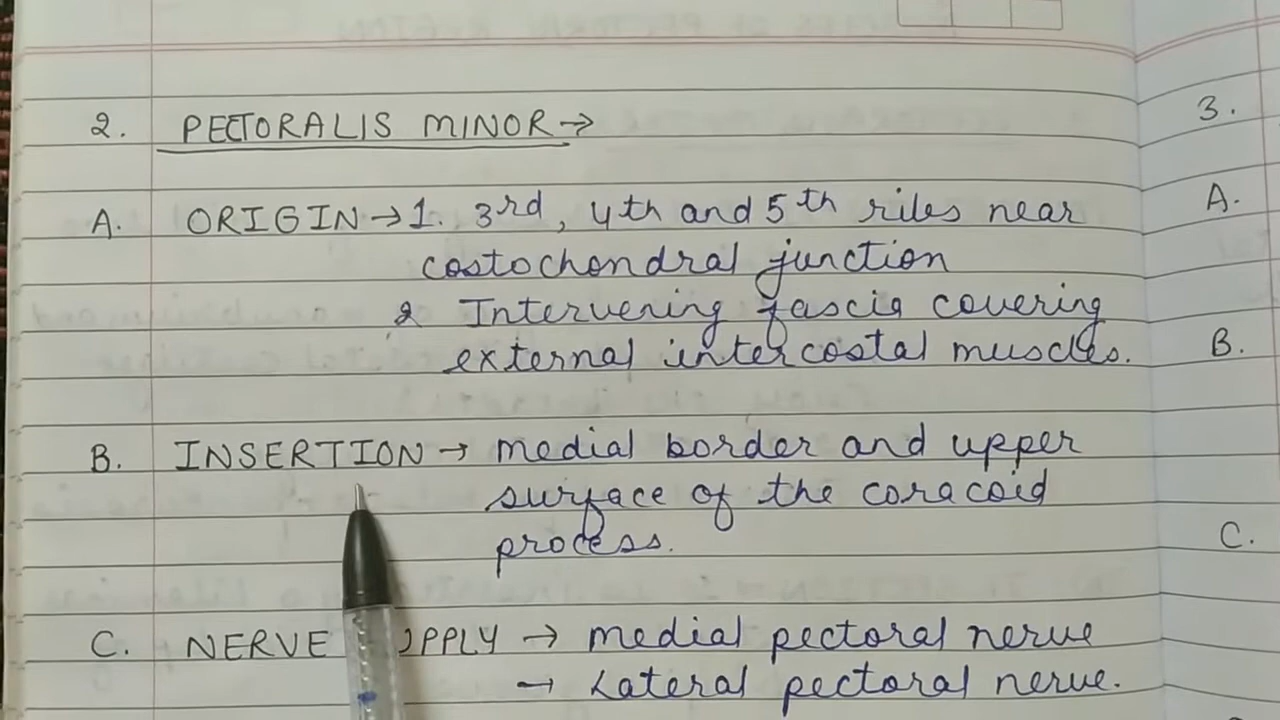 2. PECTORALIS MINOR →
A. ORIGIN → 1. 3rd, 4th and 5th ribs near
costochondral junction
2 Intervening fascia covering
external intercostal muscles.
B. INSERTION → medial border and upper
surface of the coracoid
process.
C. NERVE PPLY → medial pectoral nerve
→ Lateral pectoral nerve.
3.
A.
B.
C.